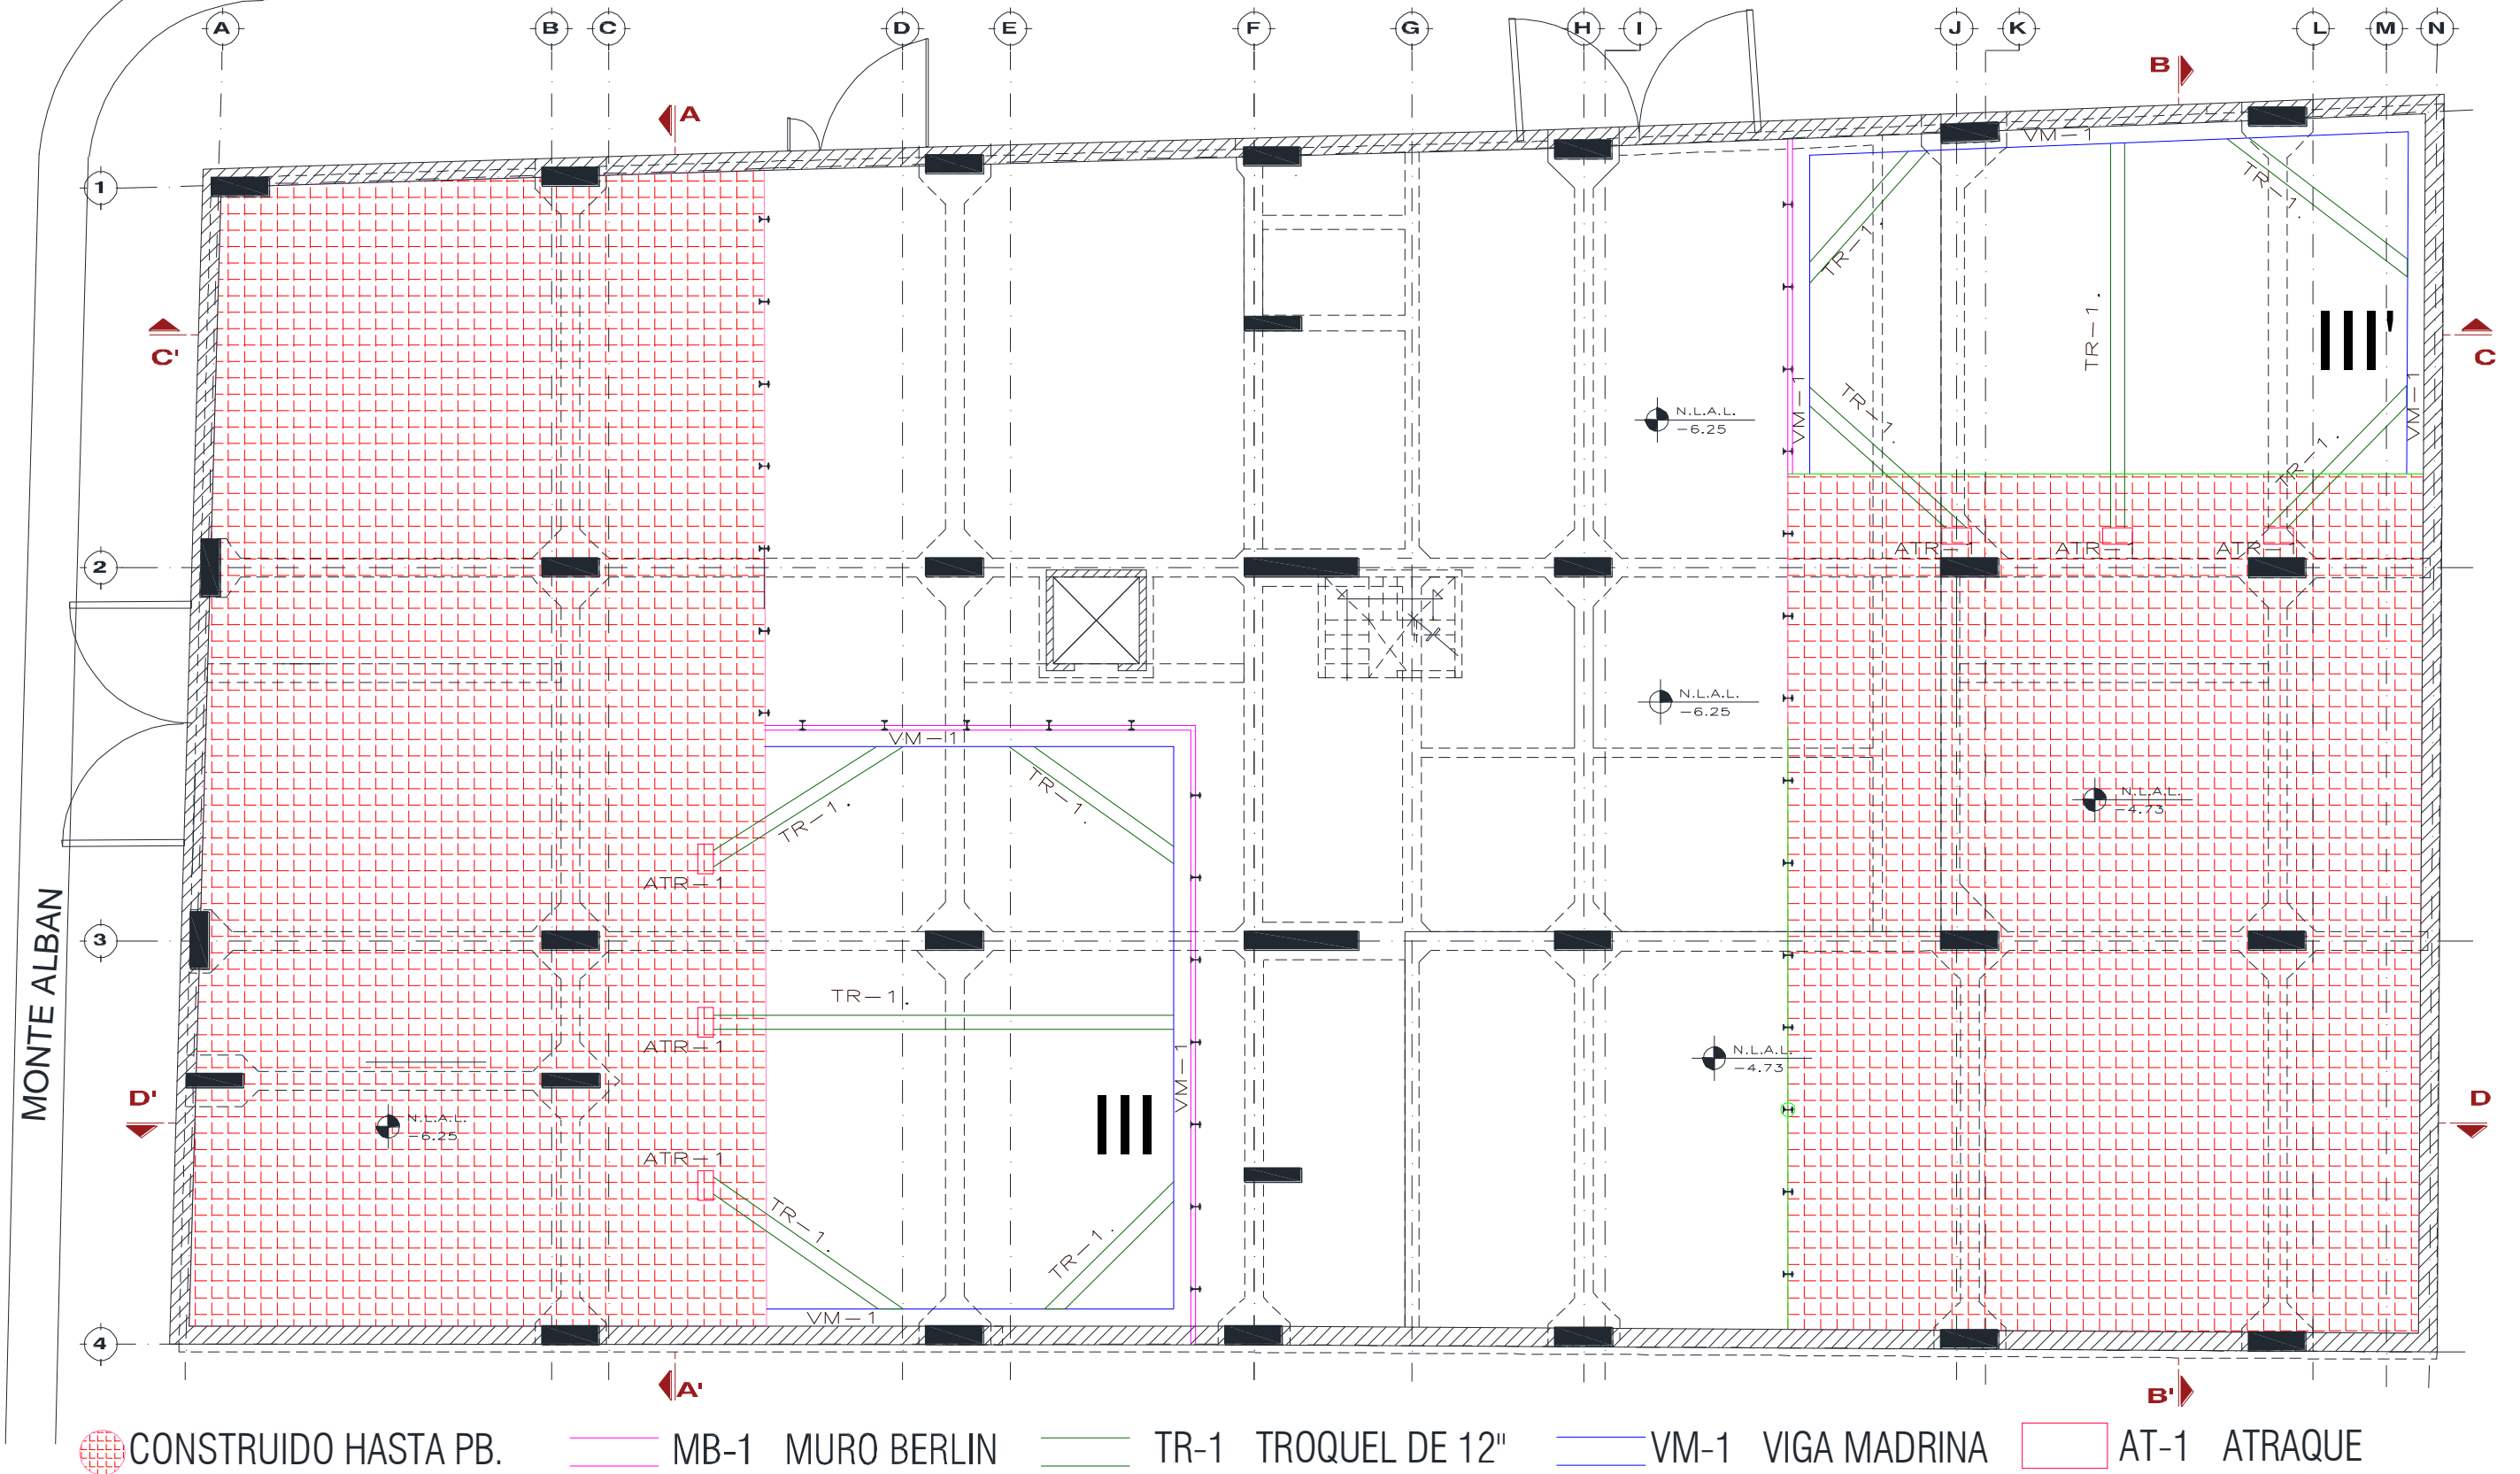 A B C D E F G H I J K L M N
B
A
VM-1
1
TR-1.
TR-1.
TR-1.
III'
C'
C
VM-1
TR-1.
VM-1
N.L.A.L.
-6.25
TR-1.
ATR-1 ATR-1 ATR-1
2
N.L.A.L.
-6.25
VM-1
TR-1.
TR-1.
N.L.A.L.
-4.73
ATR-1
MONTE ALBAN
3
TR-1.
ATR-1
VM-1
N.L.A.L.
-4.73
III
D'
D
N.L.A.L.
-6.25
ATR-1
TR-1.
TR-1.
VM-1
4
A'
B'
CONSTRUIDO HASTA PB.
MB-1 MURO BERLIN
TR-1 TROQUEL DE 12"
VM-1 VIGA MADRINA
AT-1 ATRAQUE